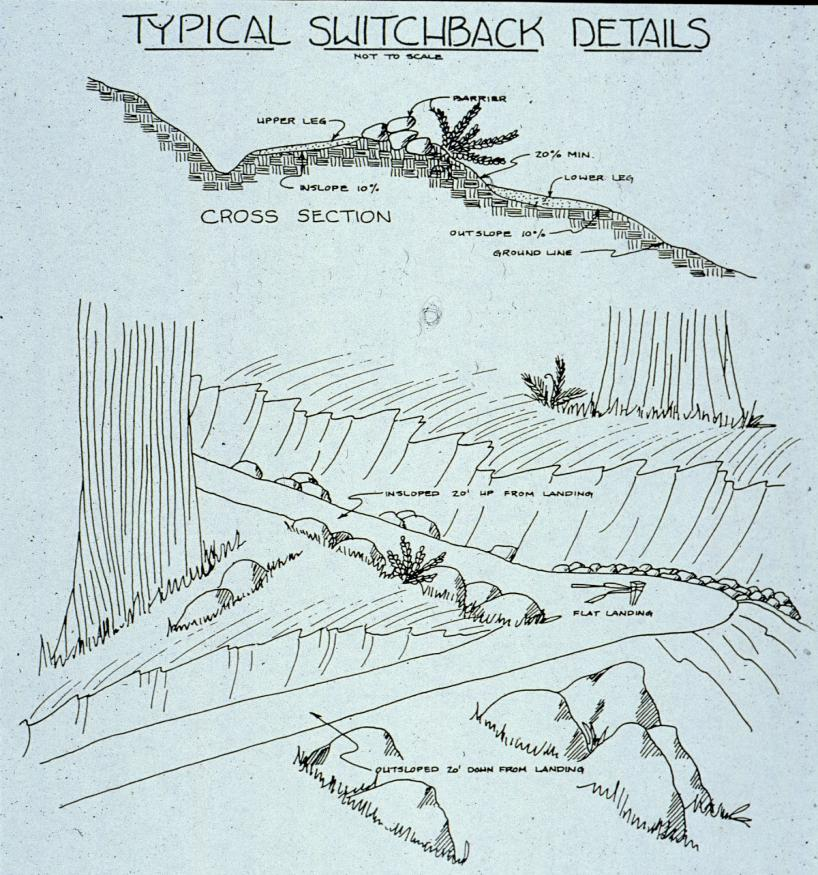 TYPICAL SWITCHBACK DETAILS
NOT TO SCALE
BARRIER
UPPER LEG
20% MIN.
LOWER LEG
INSLOPE 10%
CROSS SECTION
OUTSLOPE 10%
GROUND LINE
INSLOPED 20' UP FROM LANDING
FLAT LANDING
OUTSLOPED 20' DOWN FROM LANDING